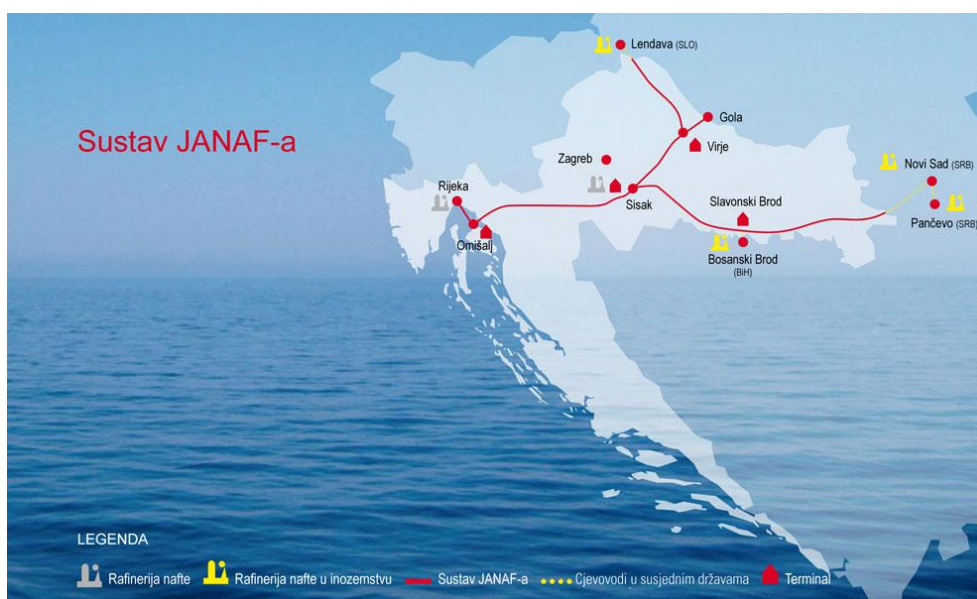 Lendava (SLO)
Sustav JANAF-a
Gola
Virje
Zagreb
Novi Sad (SRB)
Rijeka
Sisak
Slavonski Brod
Pančevo (SRB)
Omišalj
Bosanski Brod
(BiH)
LEGENDA
Rafinerija nafte
Rafinerija nafte u inozemstvu
Sustav JANAF-a
Cjevovodi u susjednim državama
Terminal